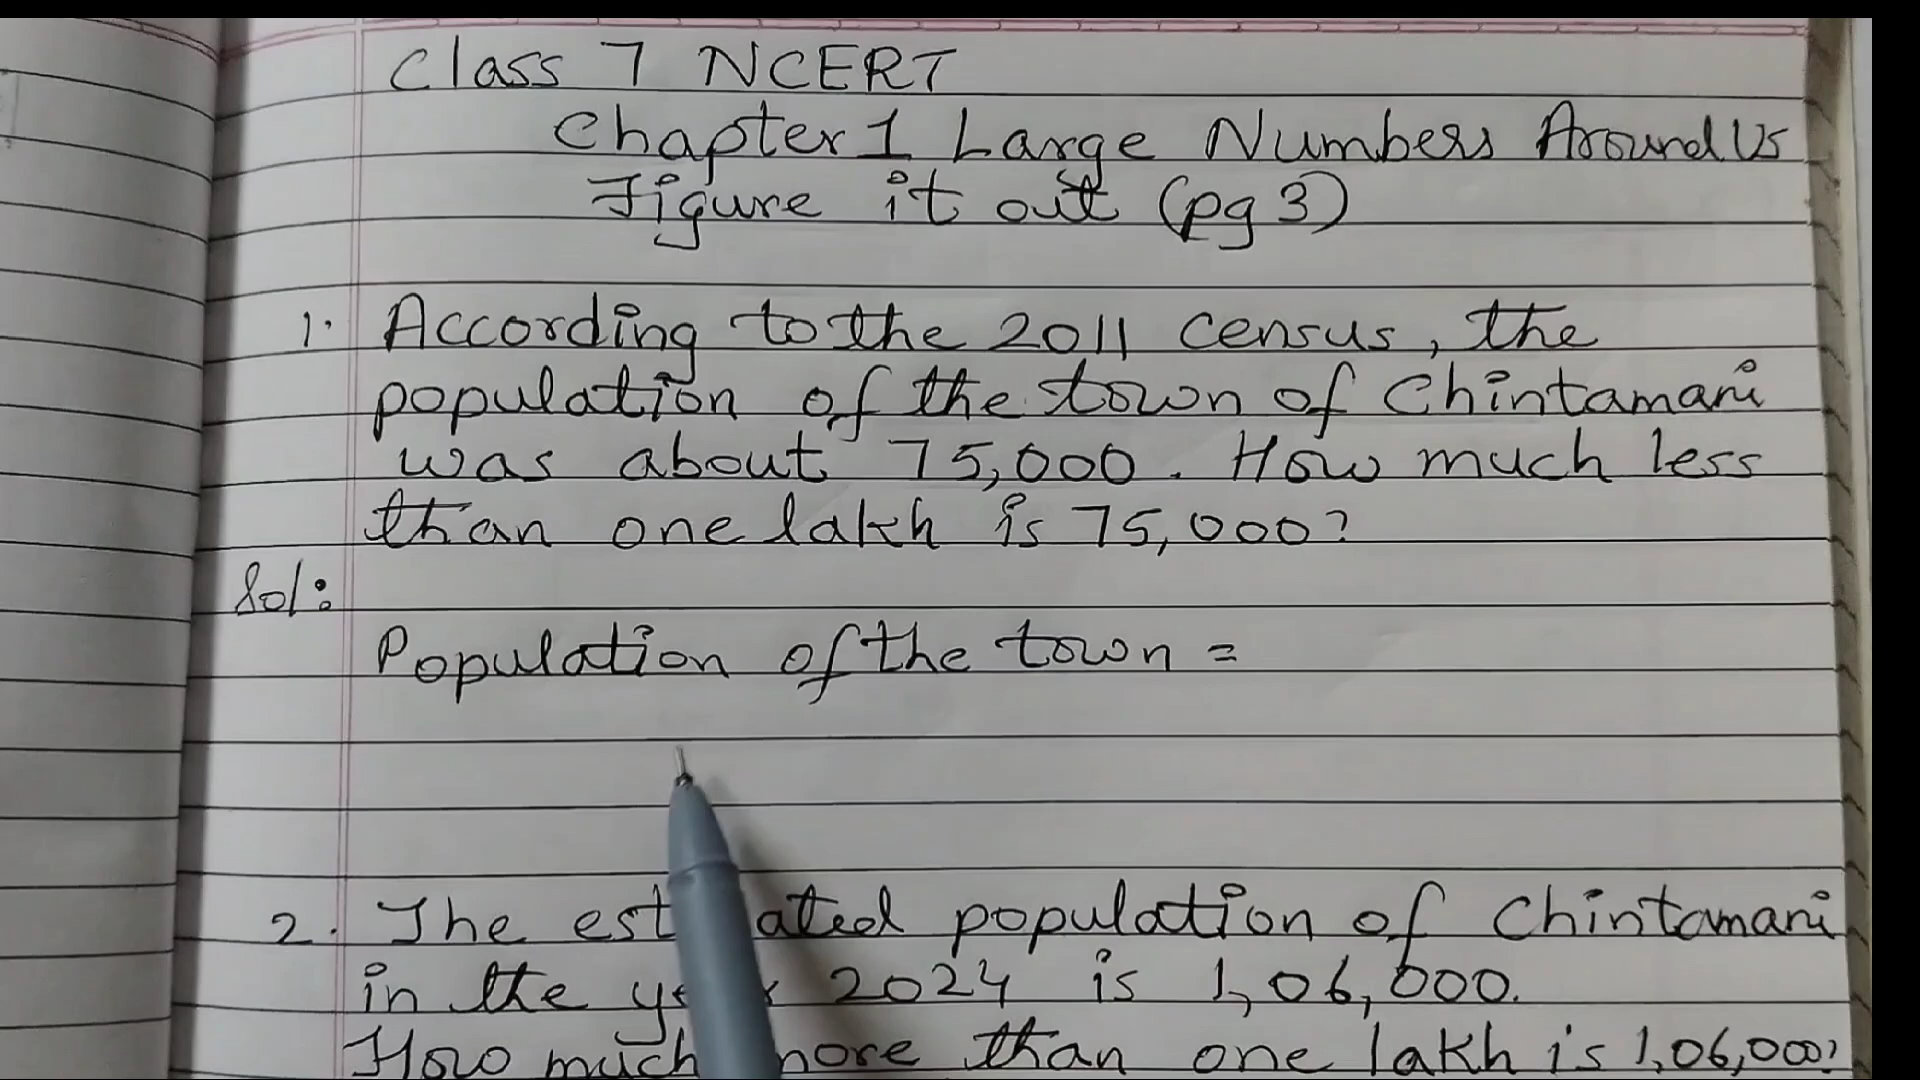 Class 7 NCERT
Chapter 1 Large Numbers Around Us
Figure it out (pg 3)
1. According to the 2011 census, the
population of the town of Chintamani
was about 75,000. How much less
than one lakh is 75,000?
Sol:
Population of the town =
2. The est ated population of Chintamani
in the ye r 2024 is 1,06,000.
How much more than one lakh is 1,06,000?